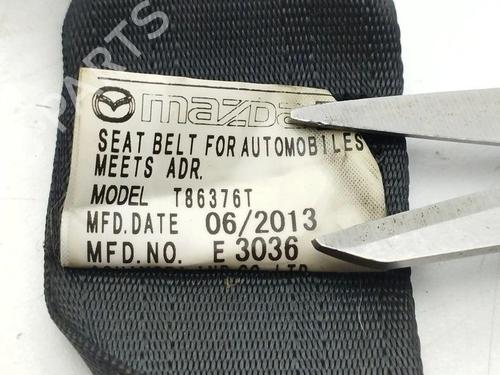 mazda
SEAT BELT FOR AUTOMOBILES
MEETS ADR.
MODEL T86376T
MFD.DATE 06/2013
MFD.NO. E 3036
PARTS